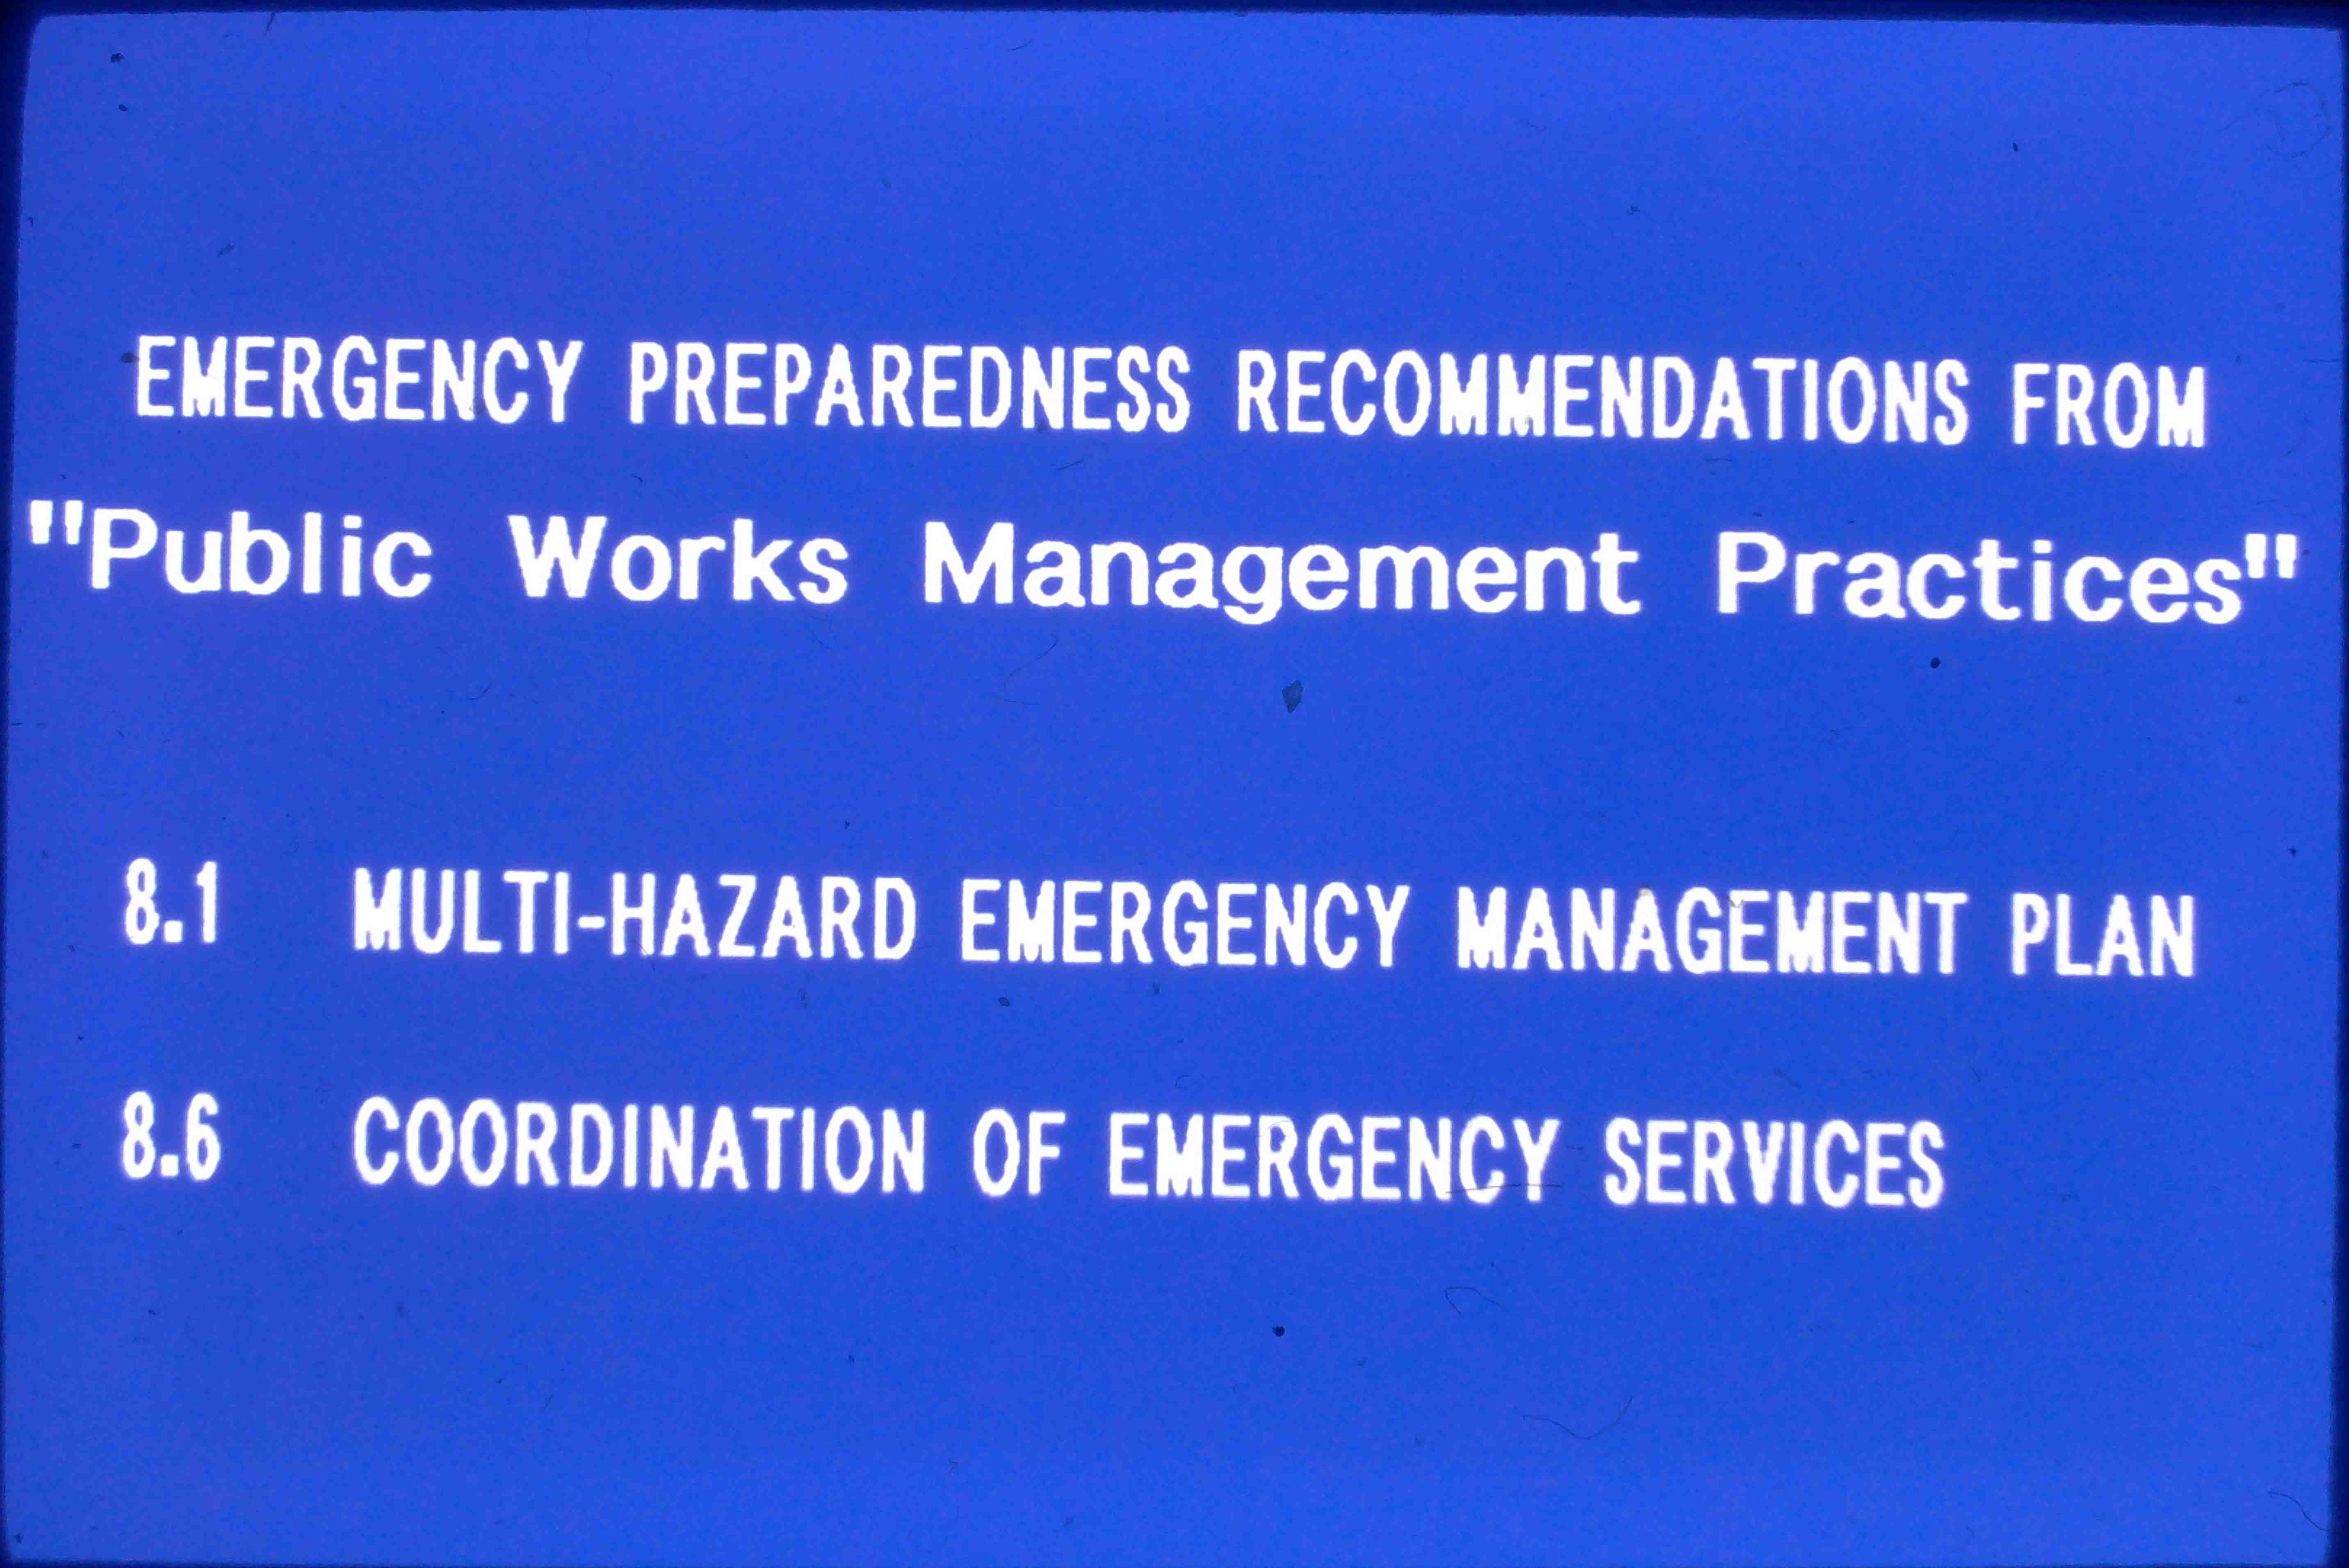 EMERGENCY PREPAREDNESS RECOMMENDATIONS FROM
"Public Works Management Practices"
8.1 MULTI-HAZARD EMERGENCY MANAGEMENT PLAN
8.6 COORDINATION OF EMERGENCY SERVICES